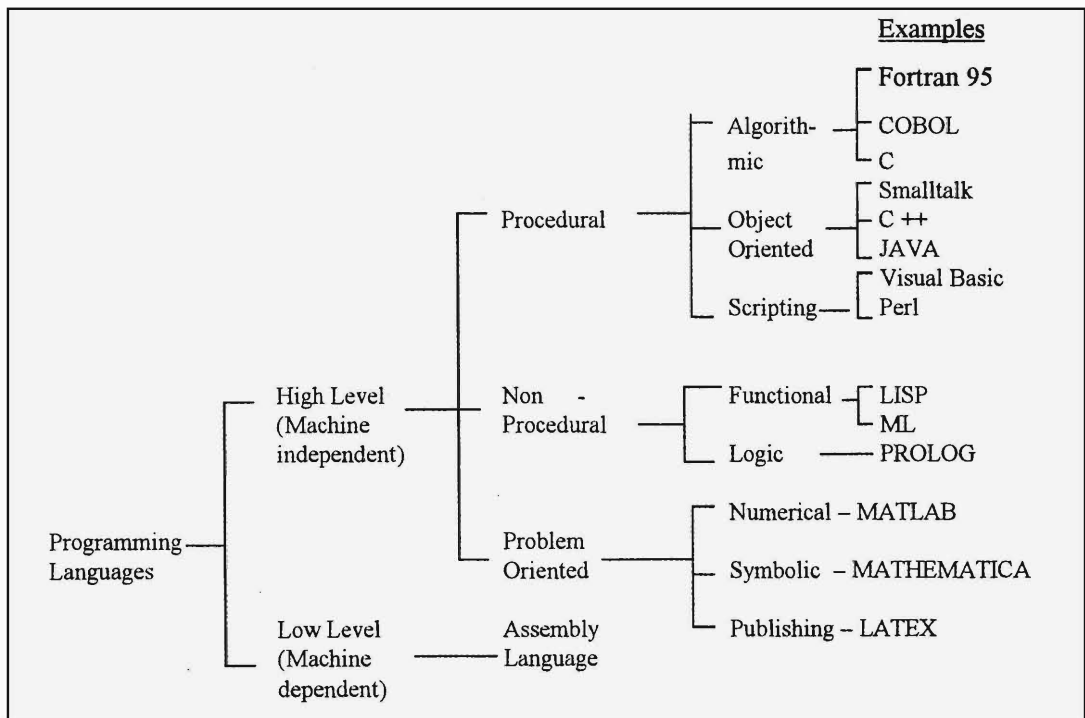 Examples
Fortran 95
Algorith-
mic
COBOL
C
Procedural
Object
Oriented
Smalltalk
C ++
JAVA
Scripting
Visual Basic
Perl
High Level
(Machine
independent)
Non -
Procedural
Functional
LISP
ML
Logic
PROLOG
Programming
Languages
Problem
Oriented
Numerical – MATLAB
Symbolic – MATHEMATICA
Publishing – LATEX
Low Level
(Machine
dependent)
Assembly
Language